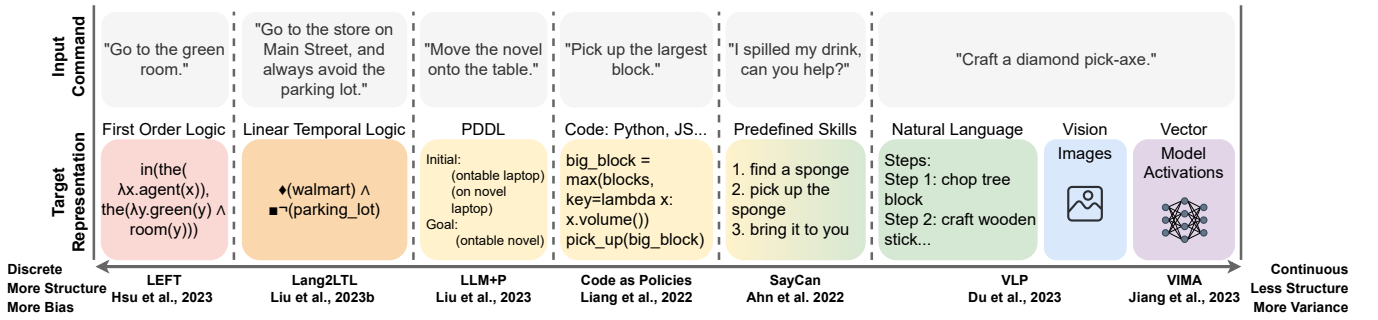 Input
Command
"Go to the green
room."
"Go to the store on
Main Street, and
always avoid the
parking lot."
"Move the novel
onto the table."
"Pick up the largest
block."
"I spilled my drink,
can you help?"
"Craft a diamond pick-axe."
Target
Representation
First Order Logic
in(the(
λx.agent(x)),
the(λy.green(y) ∧
room(y)))
Linear Temporal Logic
♦(walmart) ∧
■¬(parking_lot)
PDDL
Initial:
(ontable laptop)
(on novel
laptop)
Goal:
(ontable novel)
Code: Python, JS...
big_block =
max(blocks,
key=lambda x:
x.volume())
pick_up(big_block)
Predefined Skills
1. find a sponge
2. pick up the
sponge
3. bring it to you
Natural Language
Steps:
Step 1: chop tree
block
Step 2: craft wooden
stick...
Vision
Images
Vector
Model
Activations
Discrete
More Structure
More Bias
LEFT
Hsu et al., 2023
Lang2LTL
Liu et al., 2023b
LLM+P
Liu et al., 2023
Code as Policies
Liang et al., 2022
SayCan
Ahn et al. 2022
VLP
Du et al., 2023
VIMA
Jiang et al., 2023
Continuous
Less Structure
More Variance